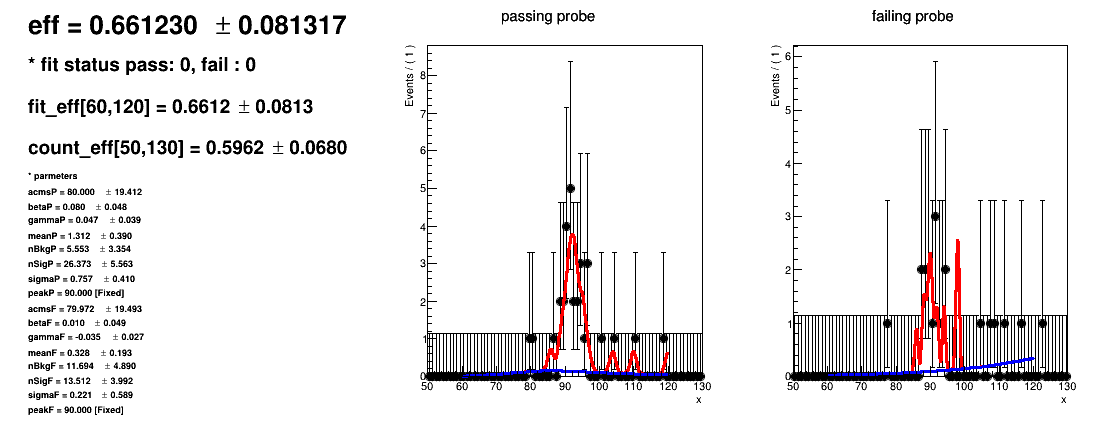 eff = 0.661230 ± 0.081317
* fit status pass: 0, fail : 0
fit_eff[60,120] = 0.6612 ± 0.0813
count_eff[50,130] = 0.5962 ± 0.0680
* parmeters
acmsP = 80.000 ± 19.412
betaP = 0.080 ± 0.048
gammaP = 0.047 ± 0.039
meanP = 1.312 ± 0.390
nBkgP = 5.553 ± 3.354
nSigP = 26.373 ± 5.563
sigmaP = 0.757 ± 0.410
peakP = 90.000 [Fixed]
acmsF = 79.972 ± 19.493
betaF = 0.010 ± 0.049
gammaF = -0.035 ± 0.027
meanF = 0.328 ± 0.193
nBkgF = 11.694 ± 4.890
nSigF = 13.512 ± 3.992
sigmaF = 0.221 ± 0.589
peakF = 90.000 [Fixed]
passing probe
Events / ( 1 )
8
7
6
5
4
3
2
1
0
50 60 70 80 90 100 110 120 130
x
failing probe
Events / ( 1 )
6
5
4
3
2
1
0
50 60 70 80 90 100 110 120 130
x